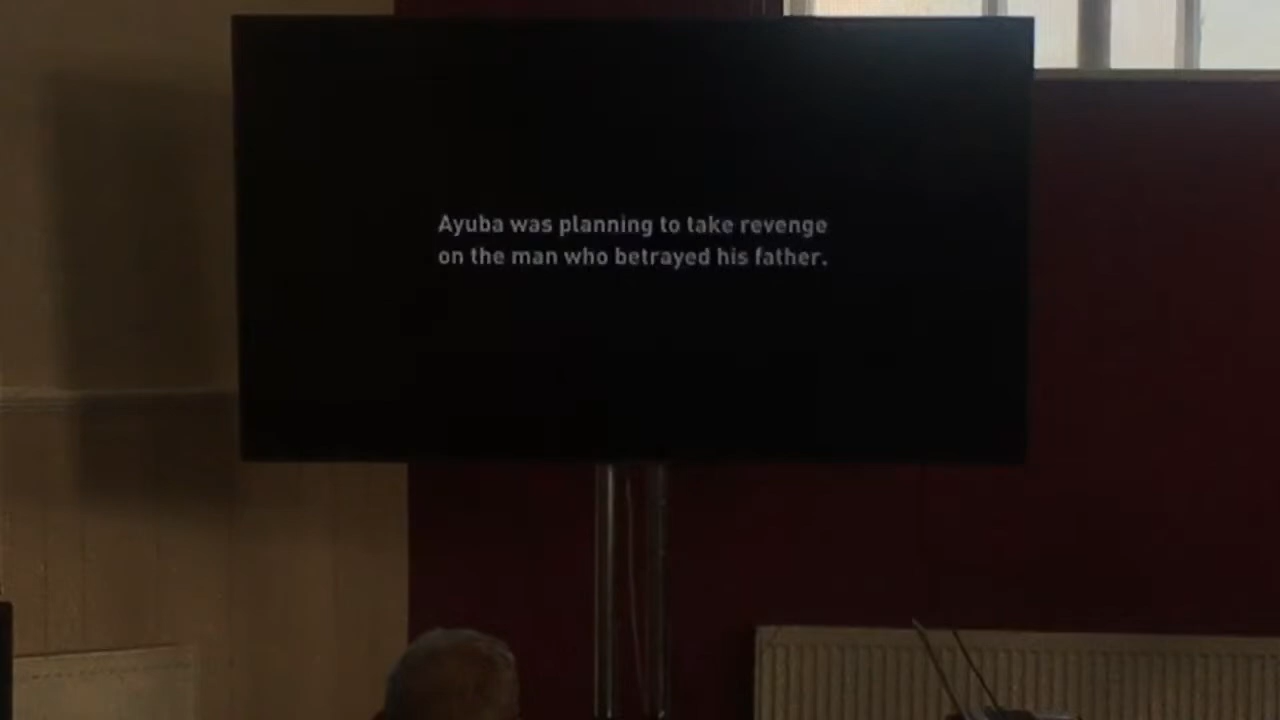 Ayuba was planning to take revenge
on the man who betrayed his father.